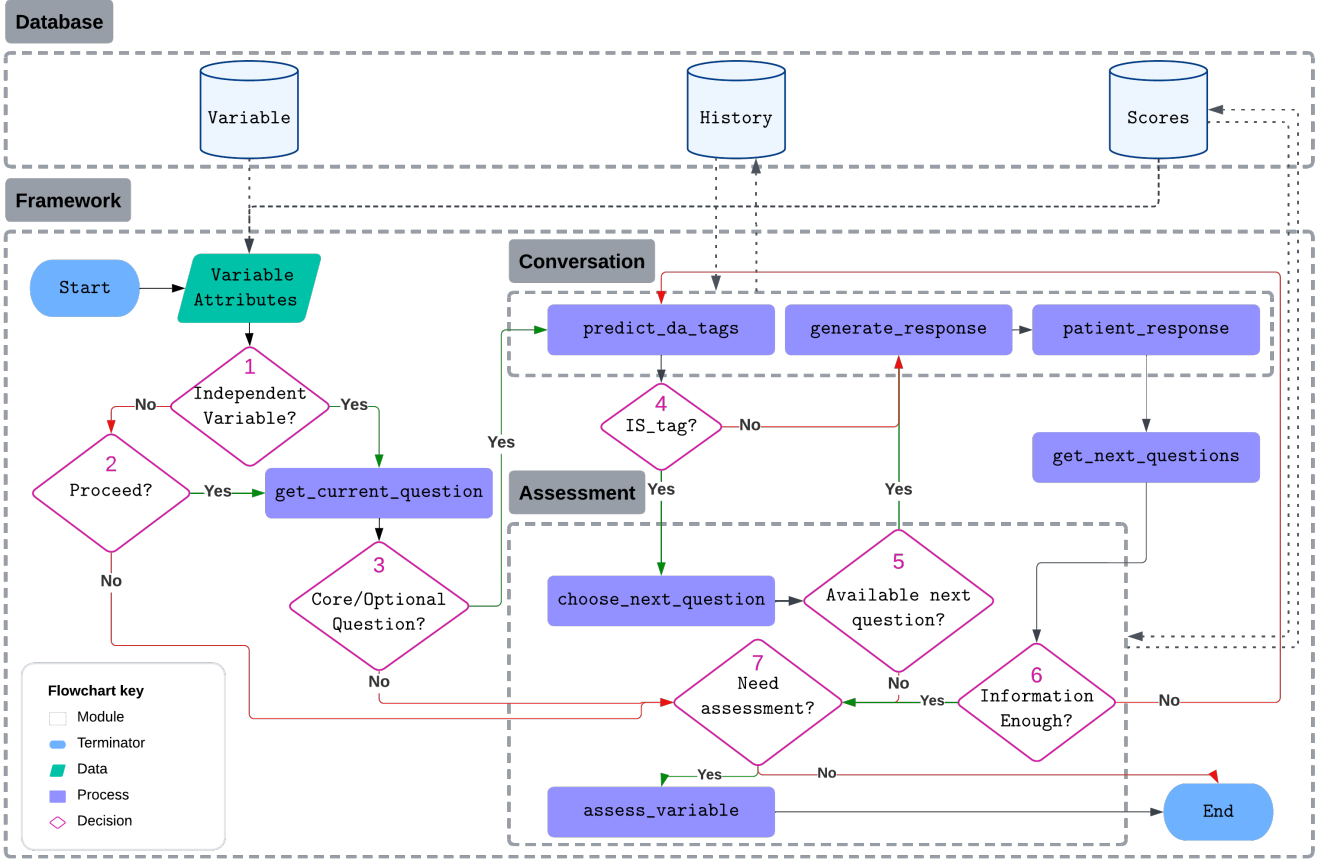 Database
Variable
History
Scores
Framework
Start
Variable
Attributes
Conversation
predict_da_tags
generate_response
patient_response
1
Independent
Variable?
No
Yes
2
Proceed?
Yes
get_current_question
Yes
4
IS_tag?
No
get_next_questions
Assessment
Yes
Yes
No
3
Core/Optional
Question?
choose_next_question
5
Available next
question?
No
No
7
Need
assessment?
Yes
6
Information
Enough?
No
Yes
No
assess_variable
End
Flowchart key
Module
Terminator
Data
Process
Decision